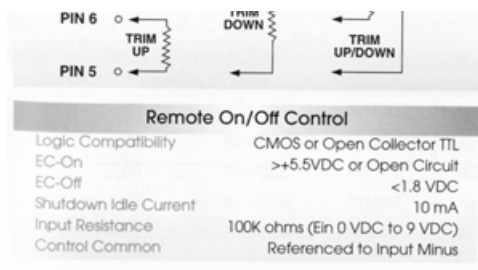 PIN 6
TRIM UP
TRIM DOWN
TRIM UP/DOWN
PIN 5
Remote On/Off Control
Logic Compatibility CMOS or Open Collector TTL
EC-On >+5.5VDC or Open Circuit
EC-Off <1.8 VDC
Shutdown Idle Current 10 mA
Input Resistance 100K ohms (Ein 0 VDC to 9 VDC)
Control Common Referenced to Input Minus